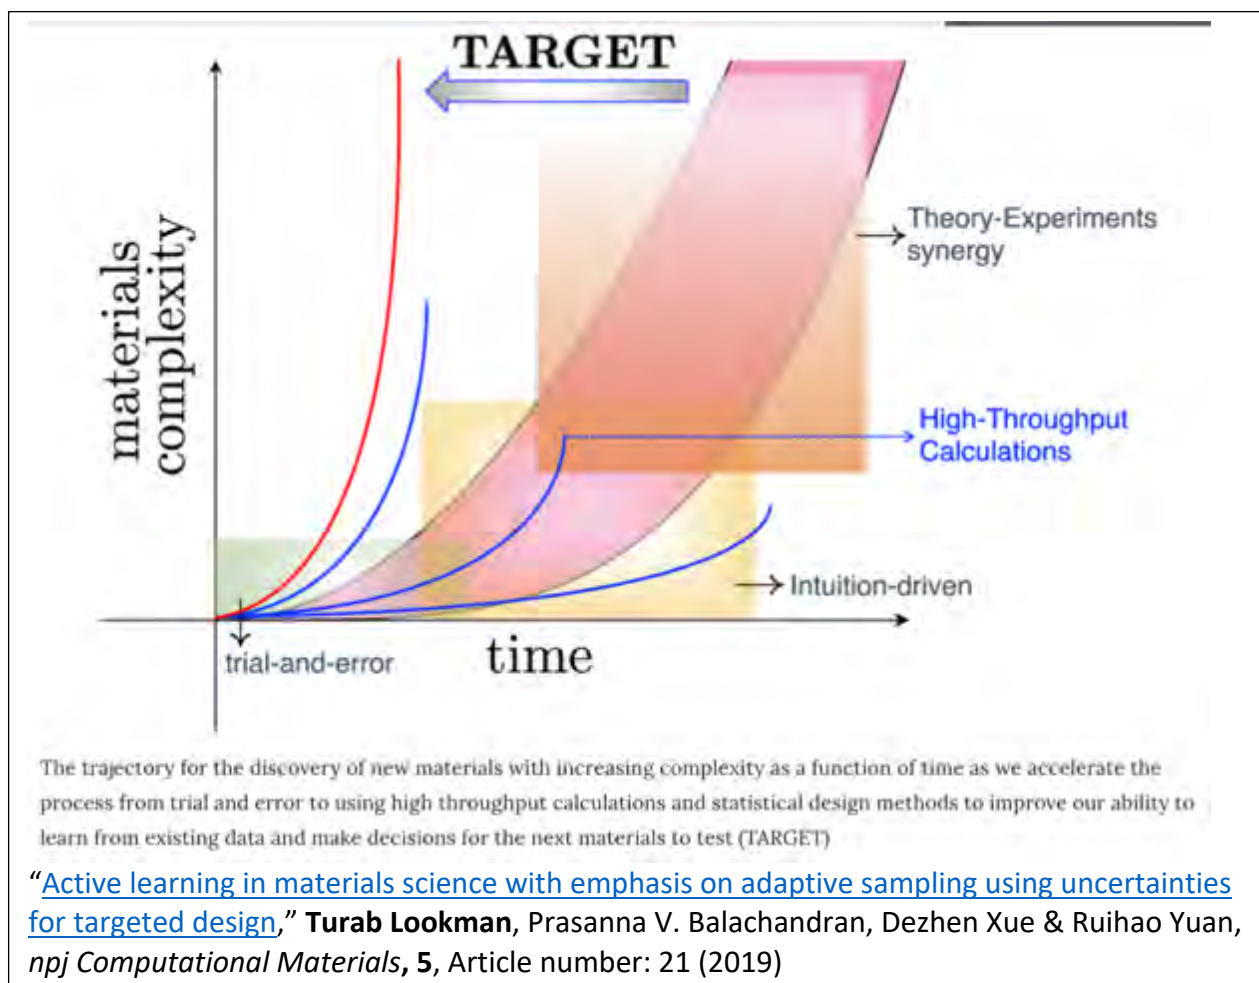 TARGET
materials
complexity
Theory-Experiments
synergy
High-Throughput
Calculations
Intuition-driven
trial-and-error
time
The trajectory for the discovery of new materials with increasing complexity as a function of time as we accelerate the
process from trial and error to using high throughput calculations and statistical design methods to improve our ability to
learn from existing data and make decisions for the next materials to test (TARGET)
“Active learning in materials science with emphasis on adaptive sampling using uncertainties
for targeted design,” Turab Lookman, Prasanna V. Balachandran, Dezhen Xue & Ruihao Yuan,
npj Computational Materials, 5, Article number: 21 (2019)